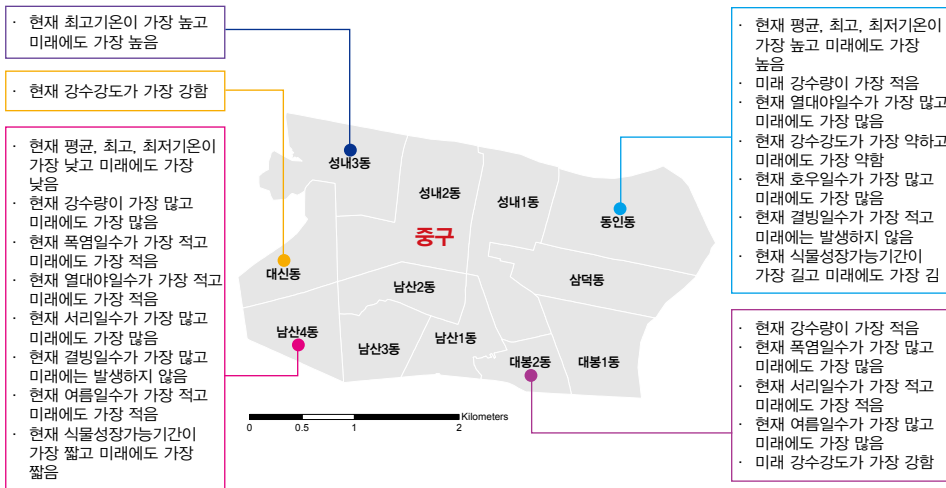 · 현재 최고기온이 가장 높고
미래에도 가장 높음
· 현재 강수강도가 가장 강함
· 현재 평균, 최고, 최저기온이
가장 낮고 미래에도 가장
낮음
· 현재 강수량이 가장 많고
미래에도 가장 많음
· 현재 폭염일수가 가장 적고
미래에도 가장 적음
· 현재 열대야일수가 가장 적고
미래에도 가장 적음
· 현재 서리일수가 가장 많고
미래에도 가장 많음
· 현재 결빙일수가 가장 많고
미래에는 발생하지 않음
· 현재 여름일수가 가장 적고
미래에도 가장 적음
· 현재 식물성장가능기간이
가장 짧고 미래에도 가장
짧음
성내3동
성내2동
성내1동
동인동
중구
대신동
남산2동
삼덕동
남산4동
남산3동
남산1동
대봉2동
대봉1동
Kilometers
0 0.5 1 2
· 현재 평균, 최고, 최저기온이
가장 높고 미래에도 가장
높음
· 미래 강수량이 가장 적음
· 현재 열대야일수가 가장 많고
미래에도 가장 많음
· 현재 강수강도가 가장 약하고
미래에도 가장 약함
· 현재 호우일수가 가장 많고
미래에도 가장 많음
· 현재 결빙일수가 가장 적고
미래에는 발생하지 않음
· 현재 식물성장가능기간이
가장 길고 미래에도 가장 김
· 현재 강수량이 가장 적음
· 현재 폭염일수가 가장 많고
미래에도 가장 많음
· 현재 서리일수가 가장 적고
미래에도 가장 적음
· 현재 여름일수가 가장 많고
미래에도 가장 많음
· 미래 강수강도가 가장 강함